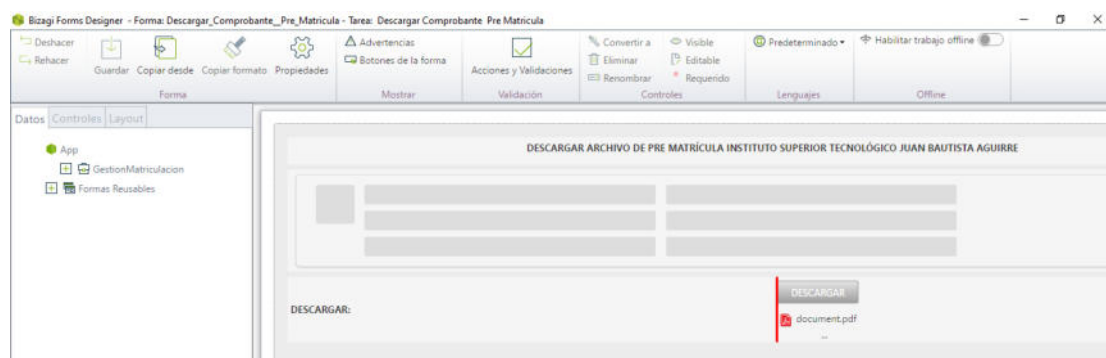 Bizagi Forms Designer - Forma: Descargar_Comprobante__Pre_Matricula - Tarea: Descargar Comprobante Pre Matricula
Deshacer
Rehacer
Guardar Copiar desde Copiar formato Propiedades
Forma
Advertencias
Botones de la forma
Mostrar
Acciones y Validaciones
Validación
Convertir a
Eliminar
Renombrar
Visible
Editable
* Requerido
Controles
Predeterminado
Lenguajes
Habilitar trabajo offline
Offline
Datos Controles Layout
App
GestionMatriculacion
Formas Reusables
DESCARGAR ARCHIVO DE PRE MATRÍCULA INSTITUTO SUPERIOR TECNOLÓGICO JUAN BAUTISTA AGUIRRE
DESCARGAR:
DESCARGAR
document.pdf
...